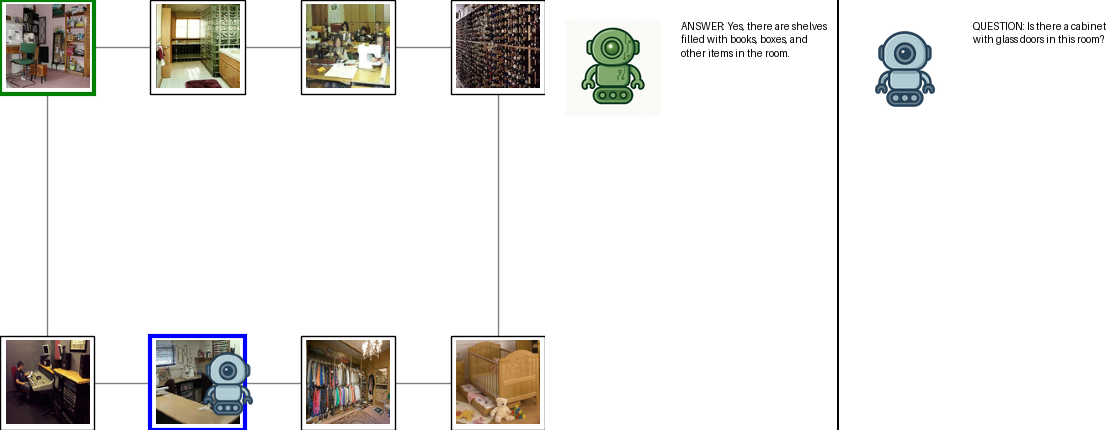 ANSWER: Yes, there are shelves
filled with books, boxes, and
other items in the room.
QUESTION: Is there a cabinet
with glass doors in this room?